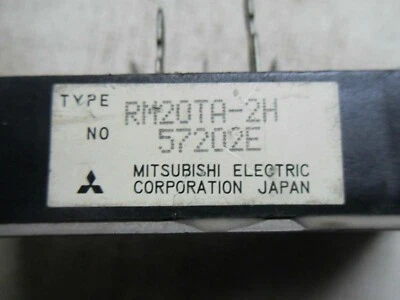 TYPE RM20TA-2H
NO 57202E
MITSUBISHI ELECTRIC
CORPORATION JAPAN